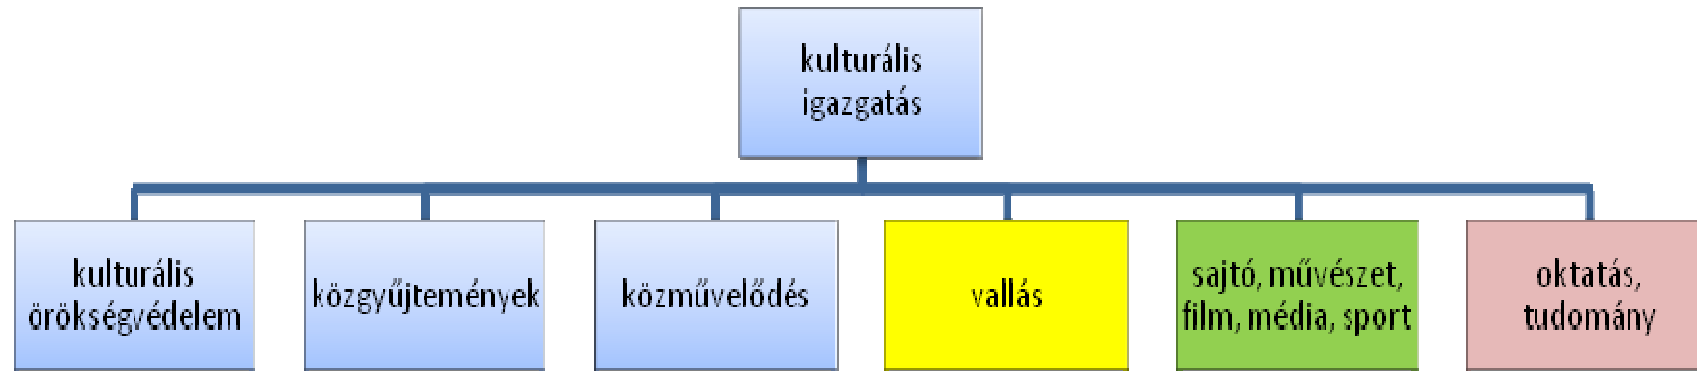 kulturális
igazgatás
kulturális
örökségvédelem
közgyűjtemények
közművelődés
vallás
sajtó, művészet,
film, média, sport
oktatás,
tudomány